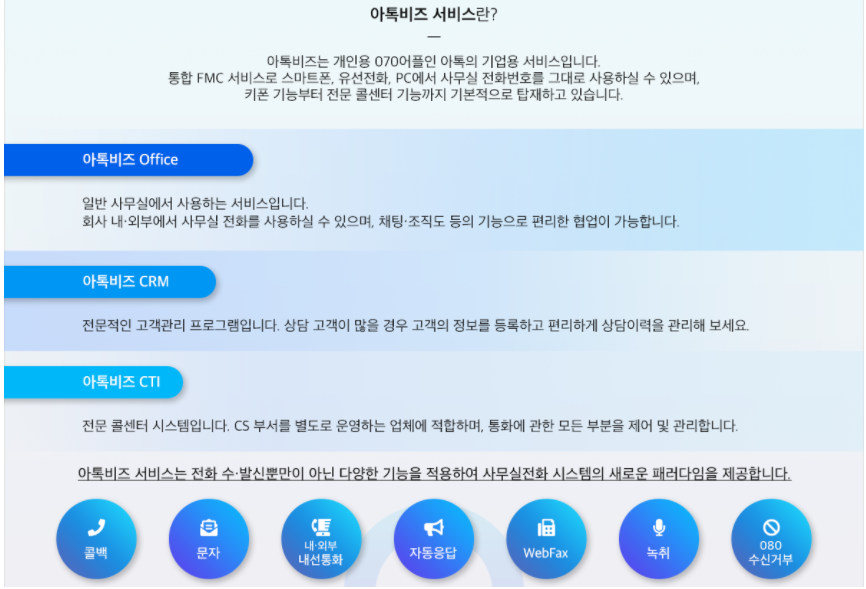 아톡비즈 서비스란?
아톡비즈는 개인용 070어플인 아톡의 기업용 서비스입니다.
통합 FMC 서비스로 스마트폰, 유선전화, PC에서 사무실 전화번호를 그대로 사용하실 수 있으며,
키폰 기능부터 전문 콜센터 기능까지 기본적으로 탑재하고 있습니다.
아톡비즈 Office
일반 사무실에서 사용하는 서비스입니다.
회사 내·외부에서 사무실 전화를 사용하실 수 있으며, 채팅·조직도 등의 기능으로 편리한 협업이 가능합니다.
아톡비즈 CRM
전문적인 고객관리 프로그램입니다. 상담 고객이 많을 경우 고객의 정보를 등록하고 편리하게 상담이력을 관리해 보세요.
아톡비즈 CTI
전문 콜센터 시스템입니다. CS 부서를 별도로 운영하는 업체에 적합하며, 통화에 관한 모든 부분을 제어 및 관리합니다.
아톡비즈 서비스는 전화 수·발신뿐만이 아닌 다양한 기능을 적용하여 사무실전화 시스템의 새로운 패러다임을 제공합니다.
콜백
문자
내·외부
내선통화
자동응답
WebFax
녹취
080
수신거부